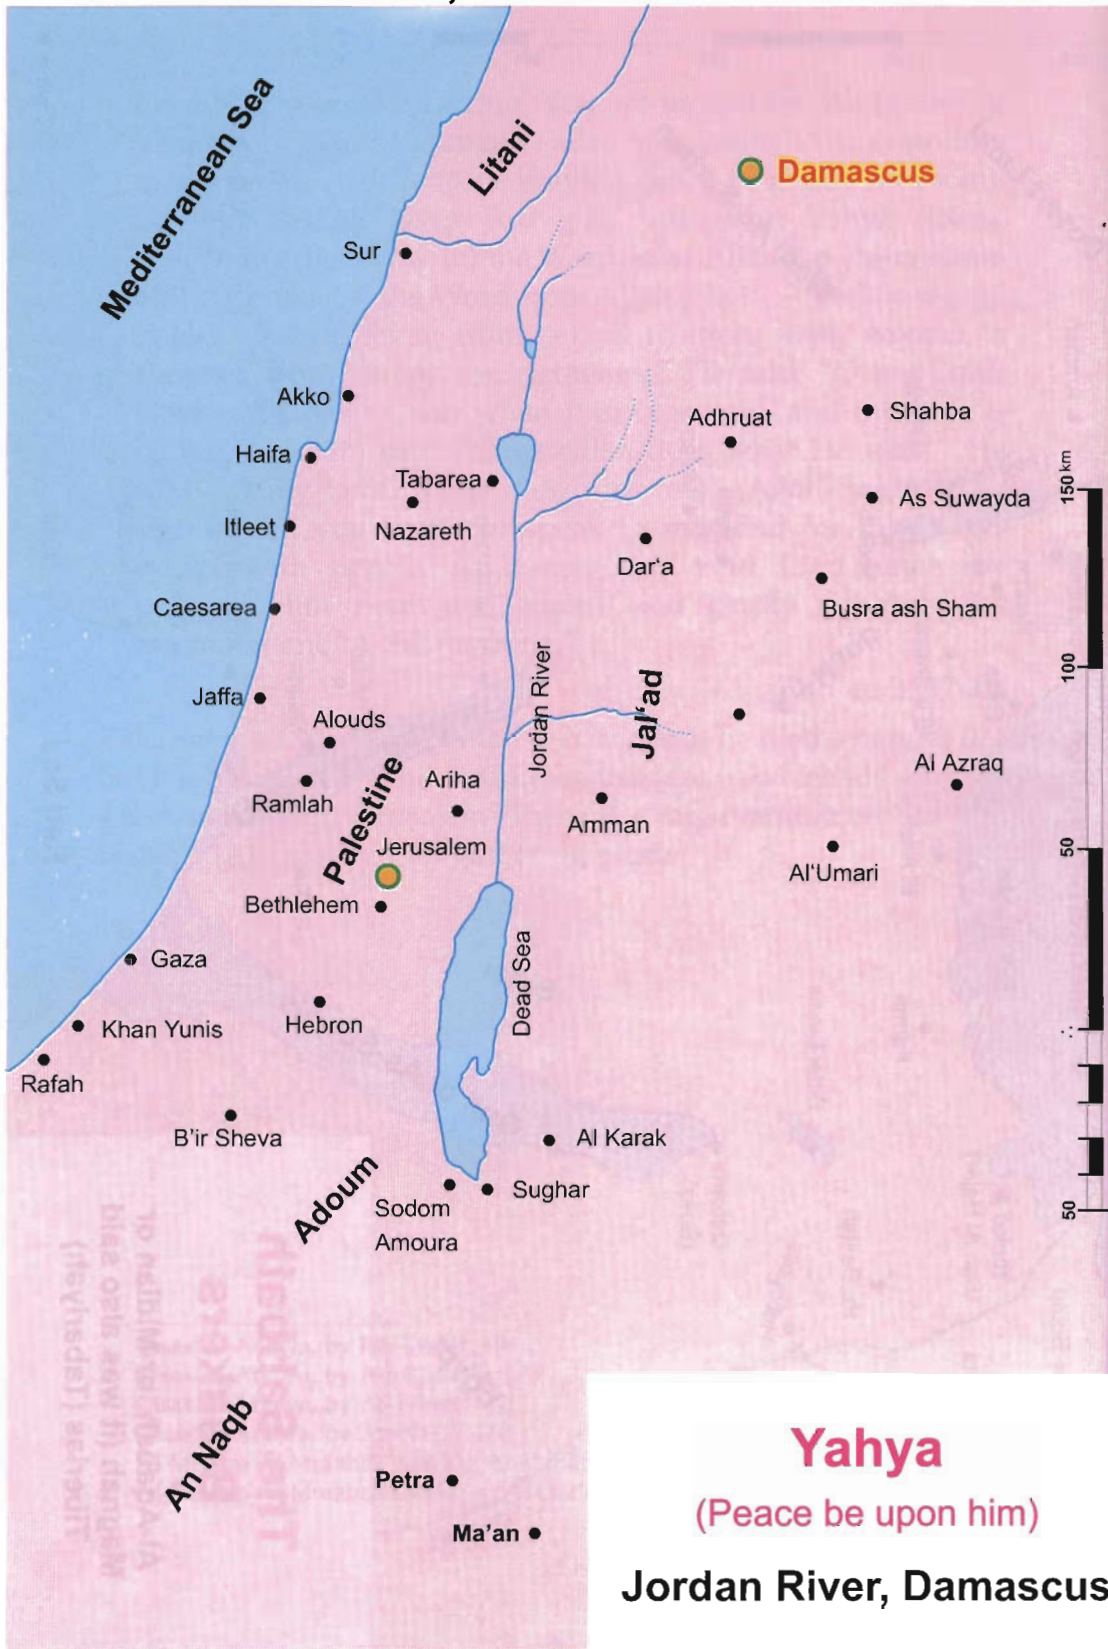 Mediterranean Sea
Litani
Damascus
Sur
Akko
Haifa
Tabarea
Nazareth
Itleet
Caesarea
Jaffa
Alouds
Ramlah
Palestine
Ariha
Jerusalem
Bethlehem
Gaza
Khan Yunis
Rafah
Hebron
B'ir Sheva
Adoum
An Naqb
Jordan River
Dead Sea
Adhruat
Shahba
As Suwayda
Dar‘a
Busra ash Sham
Jal‘ad
Al Azraq
Amman
Al‘Umari
Al Karak
Sughar
Sodom
Amoura
Petra
Ma'an
150 km
100
50
50
Yahya
(Peace be upon him)
Jordan River, Damascus